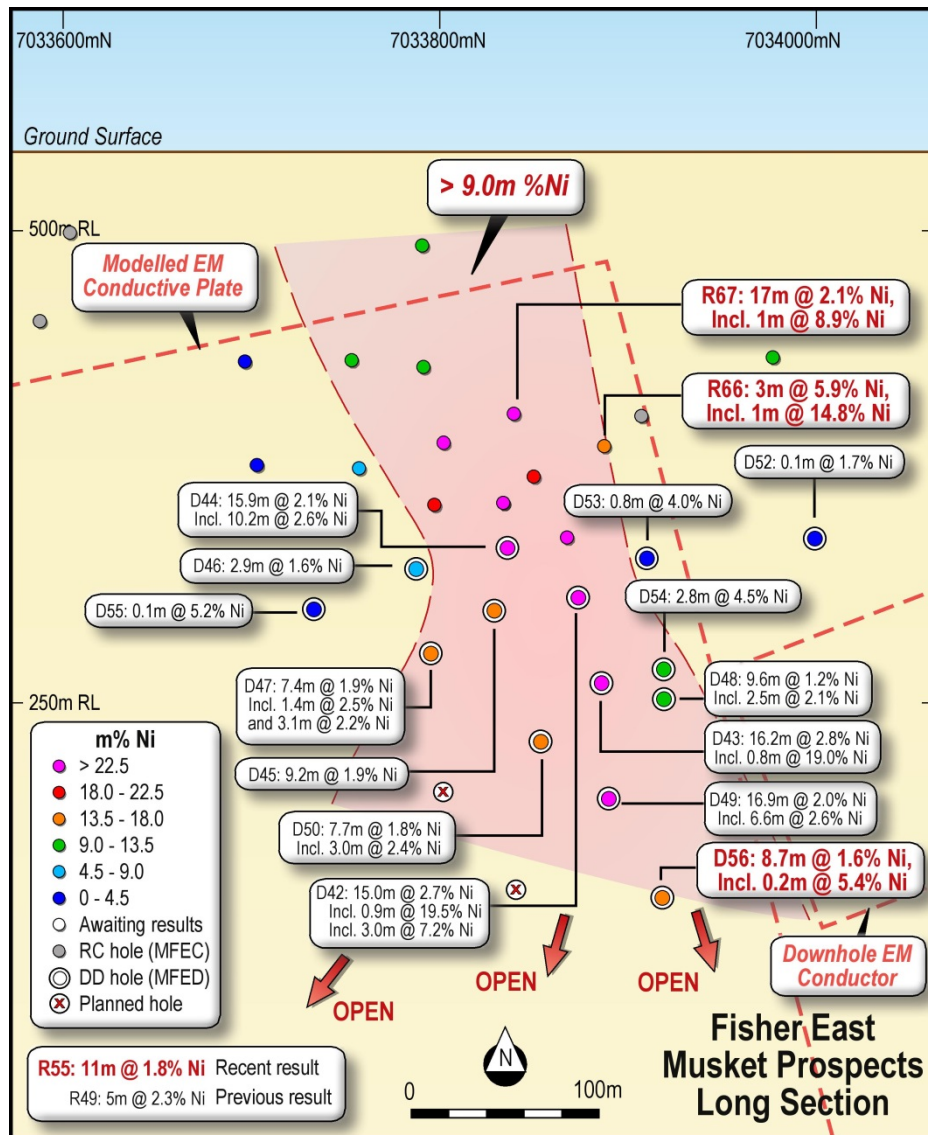 7033600mN
7033800mN
7034000mN
Ground Surface
> 9.0m %Ni
500m RL
Modelled EM
Conductive Plate
R67: 17m @ 2.1% Ni,
Incl. 1m @ 8.9% Ni
R66: 3m @ 5.9% Ni,
Incl. 1m @ 14.8% Ni
D52: 0.1m @ 1.7% Ni
D44: 15.9m @ 2.1% Ni
Incl. 10.2m @ 2.6% Ni
D53: 0.8m @ 4.0% Ni
D46: 2.9m @ 1.6% Ni
D54: 2.8m @ 4.5% Ni
D55: 0.1m @ 5.2% Ni
D47: 7.4m @ 1.9% Ni
Incl. 1.4m @ 2.5% Ni
and 3.1m @ 2.2% Ni
D48: 9.6m @ 1.2% Ni
Incl. 2.5m @ 2.1% Ni
250m RL
D43: 16.2m @ 2.8% Ni
Incl. 0.8m @ 19.0% Ni
D45: 9.2m @ 1.9% Ni
D49: 16.9m @ 2.0% Ni
Incl. 6.6m @ 2.6% Ni
D50: 7.7m @ 1.8% Ni
Incl. 3.0m @ 2.4% Ni
D56: 8.7m @ 1.6% Ni,
Incl. 0.2m @ 5.4% Ni
D42: 15.0m @ 2.7% Ni
Incl. 0.9m @ 19.5% Ni
Incl. 3.0m @ 7.2% Ni
Downhole EM
Conductor
OPEN
OPEN
OPEN
m% Ni
> 22.5
18.0 - 22.5
13.5 - 18.0
9.0 - 13.5
4.5 - 9.0
0 - 4.5
Awaiting results
RC hole (MFEC)
DD hole (MFED)
Planned hole
R55: 11m @ 1.8% Ni Recent result
R49: 5m @ 2.3% Ni Previous result
N
0 100m
Fisher East
Musket Prospects
Long Section